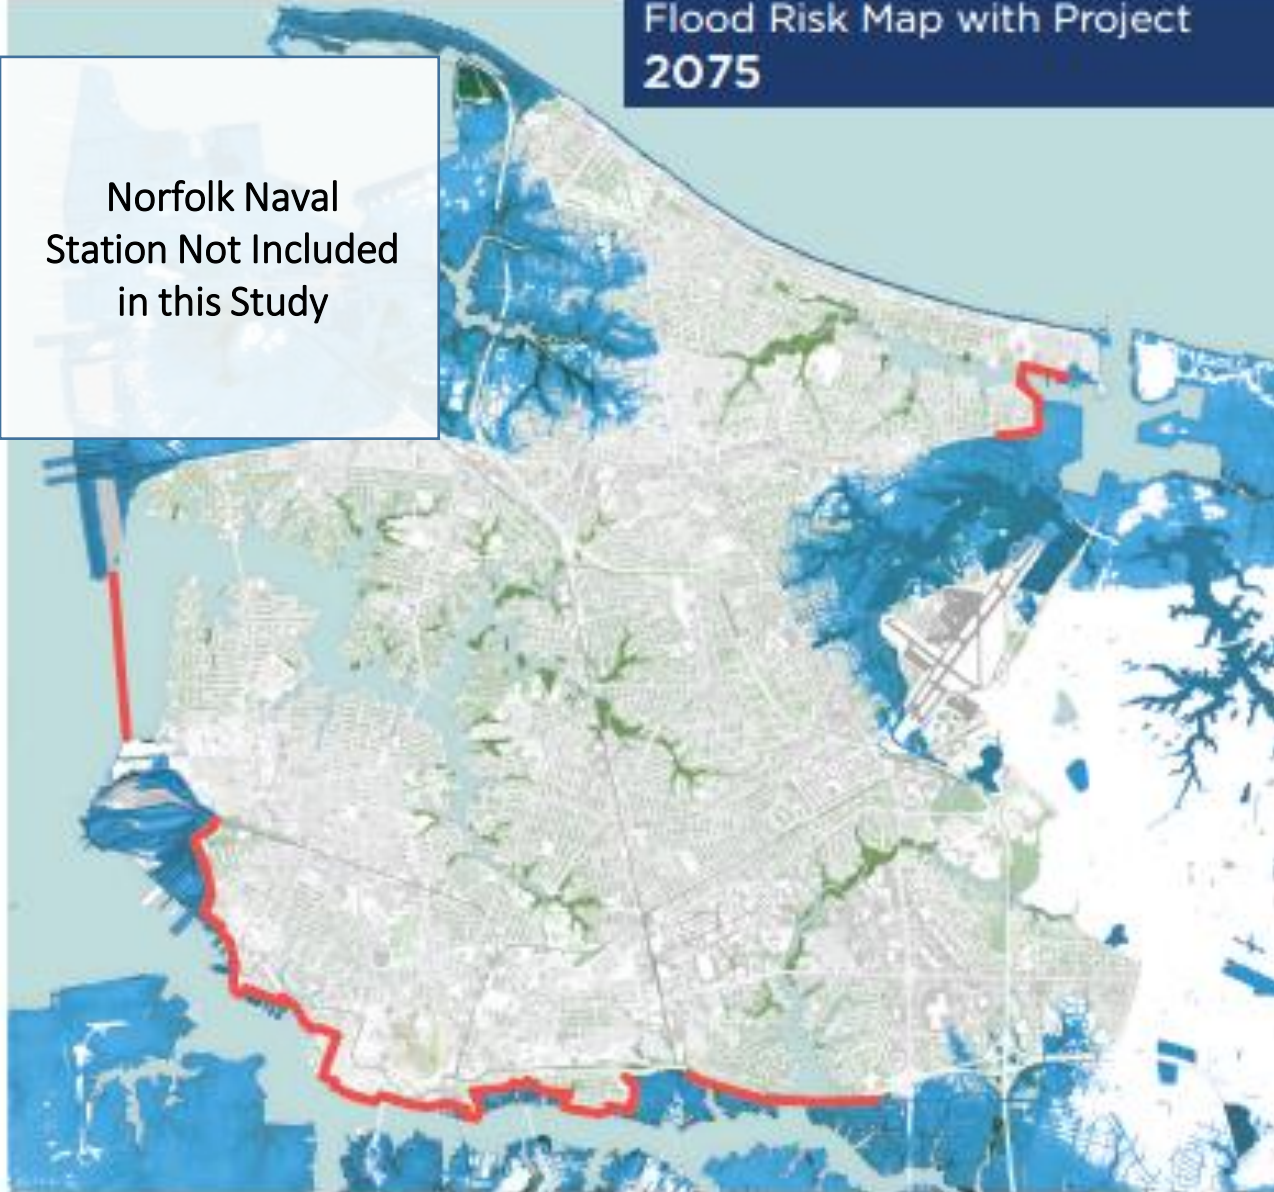 Flood Risk Map with Project
2075
Norfolk Naval
Station Not Included
in this Study